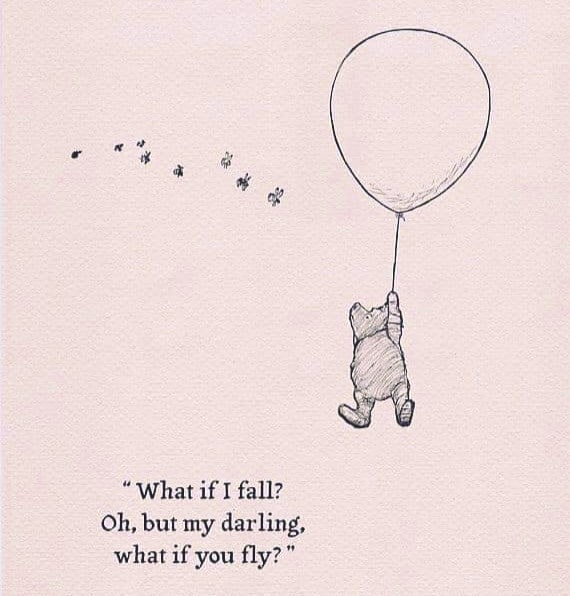 “What if I fall?
Oh, but my darling,
what if you fly?”